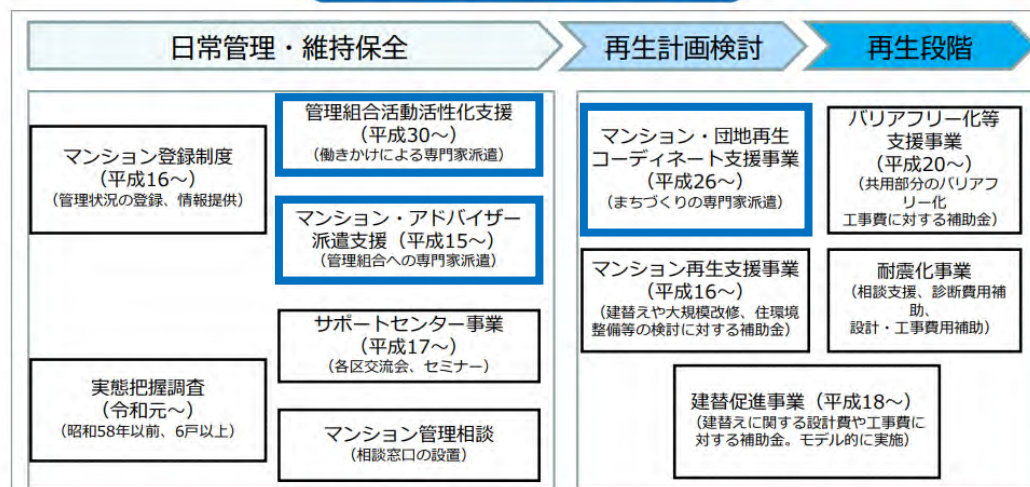 日常管理・維持保全
再生計画検討
再生段階
マンション登録制度
(平成16～)
(管理状況の登録、情報提供)
実態把握調査
(令和元～)
(昭和58年以前、6戸以上)
管理組合活動活性化支援
(平成30～)
(働きかけによる専門家派遣)
マンション・アドバイザー
派遣支援(平成15～)
(管理組合への専門家派遣)
サポートセンター事業
(平成17～)
(各区交流会、セミナー)
マンション管理相談
(相談窓口の設置)
マンション・団地再生
コーディネート支援事業
(平成26～)
(まちづくりの専門家派遣)
マンション再生支援事業
(平成16～)
(建替えや大規模改修、住環境
整備等の検討に対する補助金)
バリアフリー化等
支援事業
(平成20～)
(共用部分のバリアフ
リー化
工事費に対する補助金)
耐震化事業
(相談支援、診断費用補
助、
設計・工事費用補助)
建替促進事業(平成18～)
(建替えに関する設計費や工事費に
対する補助金。モデル的に実施)